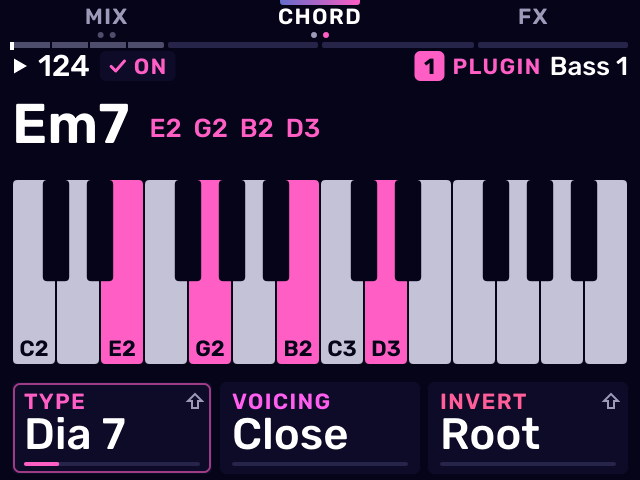 MIX CHORD FX
124 ON 1 PLUGIN Bass 1
Em7 E2 G2 B2 D3
C2 E2 G2 B2 C3 D3
TYPE VOICING INVERT
Dia 7 Close Root